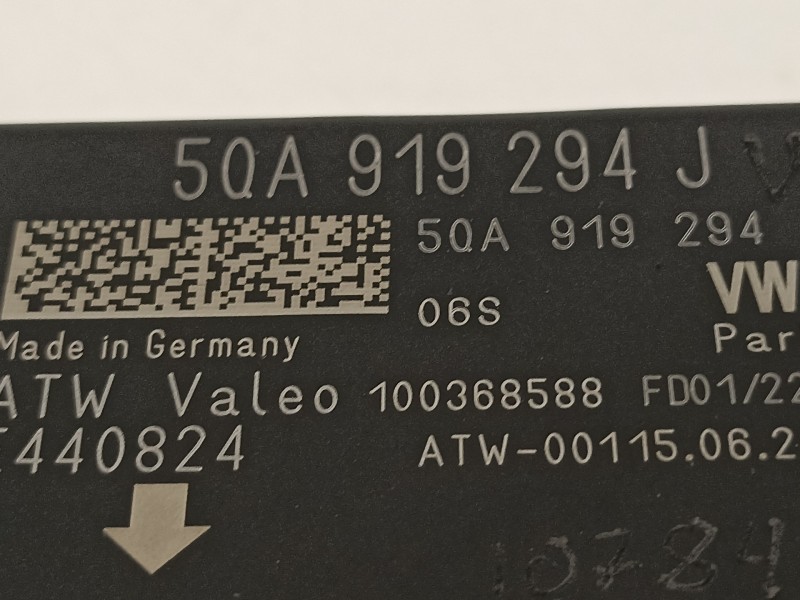 5QA 919 294 J
5QA 919 294
06S
VW
Made in Germany
ATW Valeo 100368588 FD01/22
440824
ATW-00115.06.2